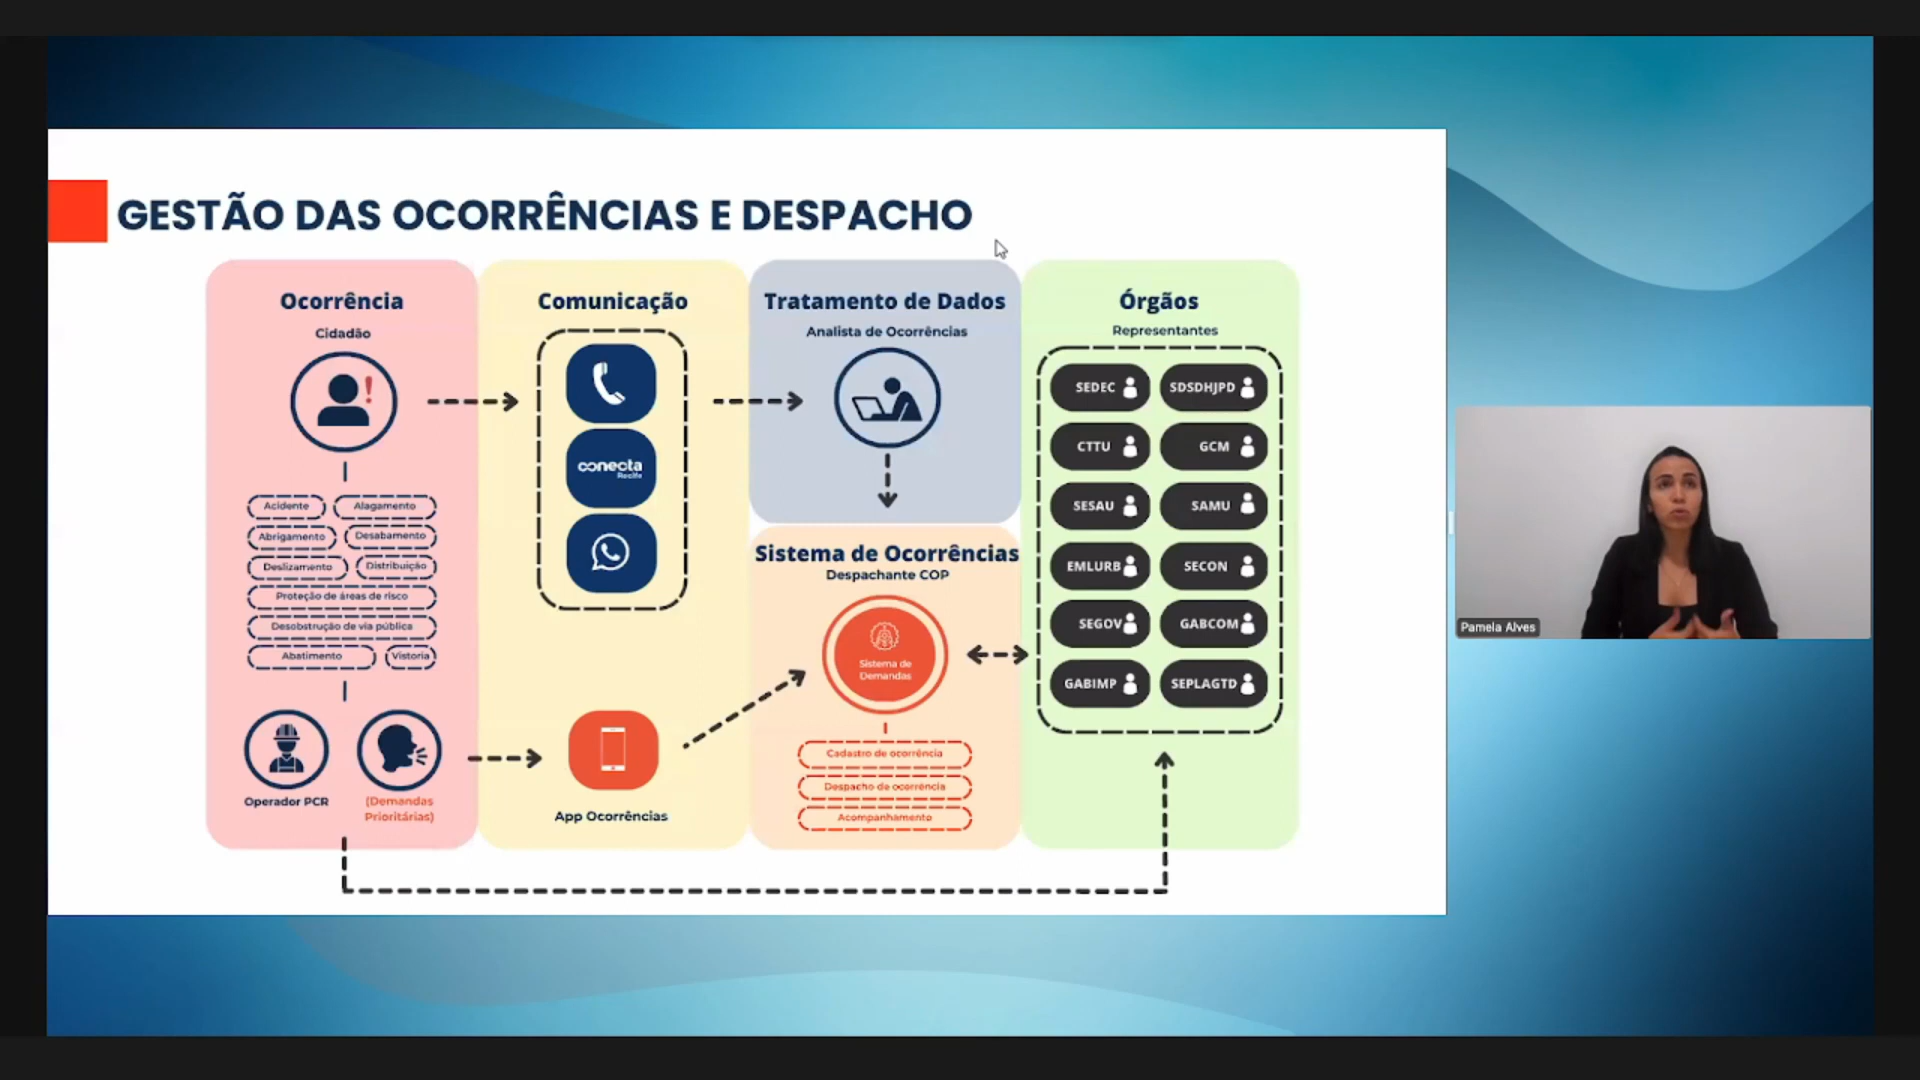 GESTÃO DAS OCORRÊNCIAS E DESPACHO
Ocorrência
Cidadão
Acidente
Alagamento
Abrigamento
Desabamento
Deslizamento
Distribuição
Proteção de áreas de risco
Desobstrução de via pública
Abatimento
Vistoria
Operador PCR
(Demandas
Prioritárias)
Comunicação
conecta
Recife
App Ocorrências
Tratamento de Dados
Analista de Ocorrências
Sistema de Ocorrências
Despachante COP
Sistema de
Demandas
Cadastro de ocorrência
Despacho de ocorrência
Acompanhamento
Órgãos
Representantes
SEDEC
SDSDHJPD
CTTU
GCM
SESAU
SAMU
EMLURB
SECON
SEGOV
GABCOM
GABIMP
SEPLAGTD
Pamela Alves